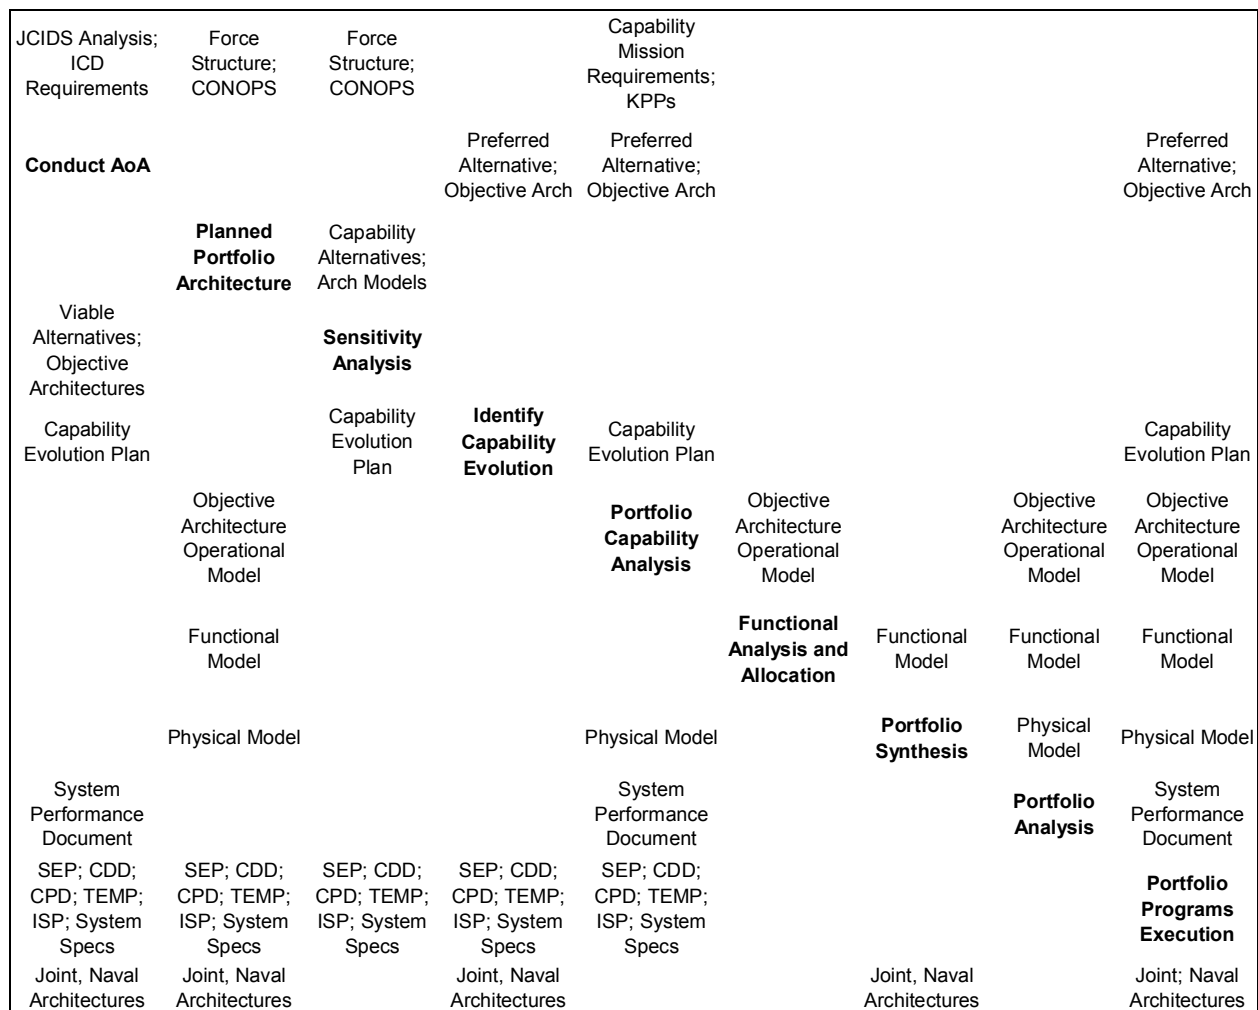 JCIDS Analysis;
ICD
Requirements
Force
Structure;
CONOPS
Force
Structure;
CONOPS
Capability
Mission
Requirements;
KPPs
Conduct AoA
Preferred
Alternative;
Objective Arch
Preferred
Alternative;
Objective Arch
Preferred
Alternative;
Objective Arch
Planned
Portfolio
Architecture
Capability
Alternatives;
Arch Models
Viable
Alternatives;
Objective
Architectures
Sensitivity
Analysis
Capability
Evolution Plan
Capability
Evolution
Plan
Identify
Capability
Evolution
Capability
Evolution Plan
Capability
Evolution Plan
Objective
Architecture
Operational
Model
Portfolio
Capability
Analysis
Objective
Architecture
Operational
Model
Objective
Architecture
Operational
Model
Objective
Architecture
Operational
Model
Functional
Model
Functional
Analysis and
Allocation
Functional
Model
Functional
Model
Functional
Model
Physical Model
Physical Model
Portfolio
Synthesis
Physical
Model
Physical Model
System
Performance
Document
System
Performance
Document
Portfolio
Analysis
System
Performance
Document
SEP; CDD;
CPD; TEMP;
ISP; System
Specs
SEP; CDD;
CPD; TEMP;
ISP; System
Specs
SEP; CDD;
CPD; TEMP;
ISP; System
Specs
SEP; CDD;
CPD; TEMP;
ISP; System
Specs
SEP; CDD;
CPD; TEMP;
ISP; System
Specs
Portfolio
Programs
Execution
Joint, Naval
Architectures
Joint, Naval
Architectures
Joint, Naval
Architectures
Joint, Naval
Architectures
Joint; Naval
Architectures